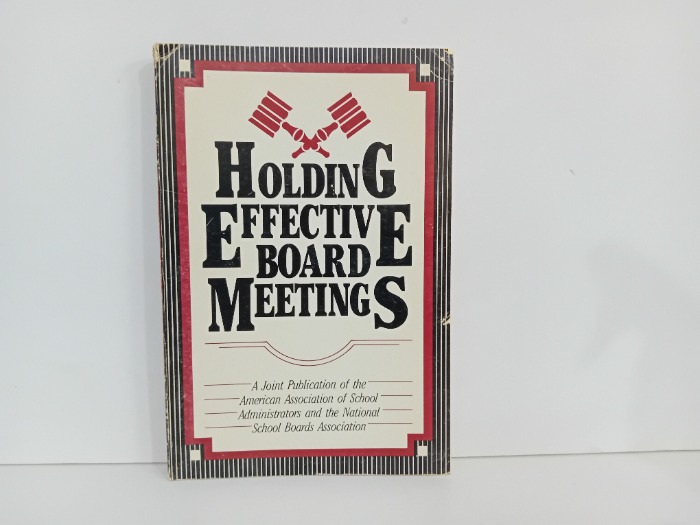 HOLDING
EFFECTIVE
BOARD
MEETINGS
A Joint Publication of the
American Association of School
Administrators and the National
School Boards Association